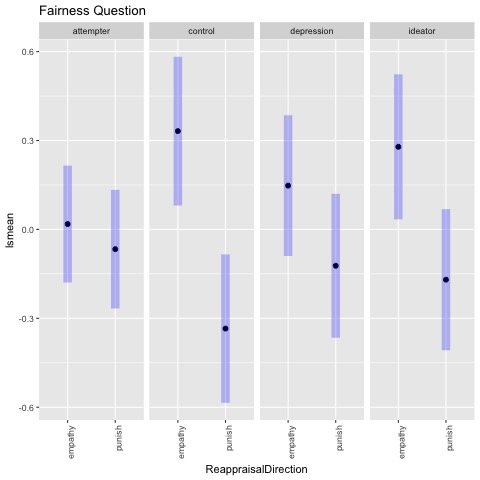 Fairness Question
attempter control depression ideator
0.6
0.3
0.0
-0.3
-0.6
lsmean
empathy punish empathy punish empathy punish empathy punish
ReappraisalDirection